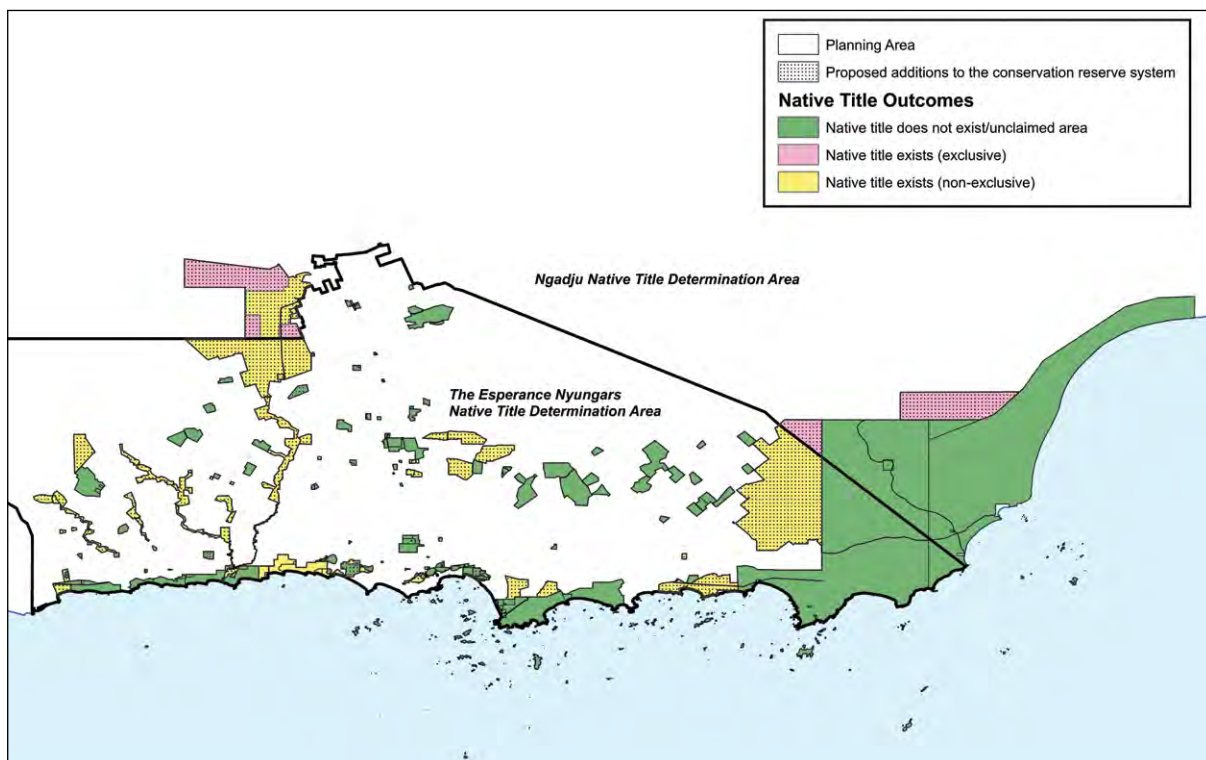 Planning Area
Proposed additions to the conservation reserve system
Native Title Outcomes
Native title does not exist/unclaimed area
Native title exists (exclusive)
Native title exists (non-exclusive)
Ngadju Native Title Determination Area
The Esperance Nyungars
Native Title Determination Area